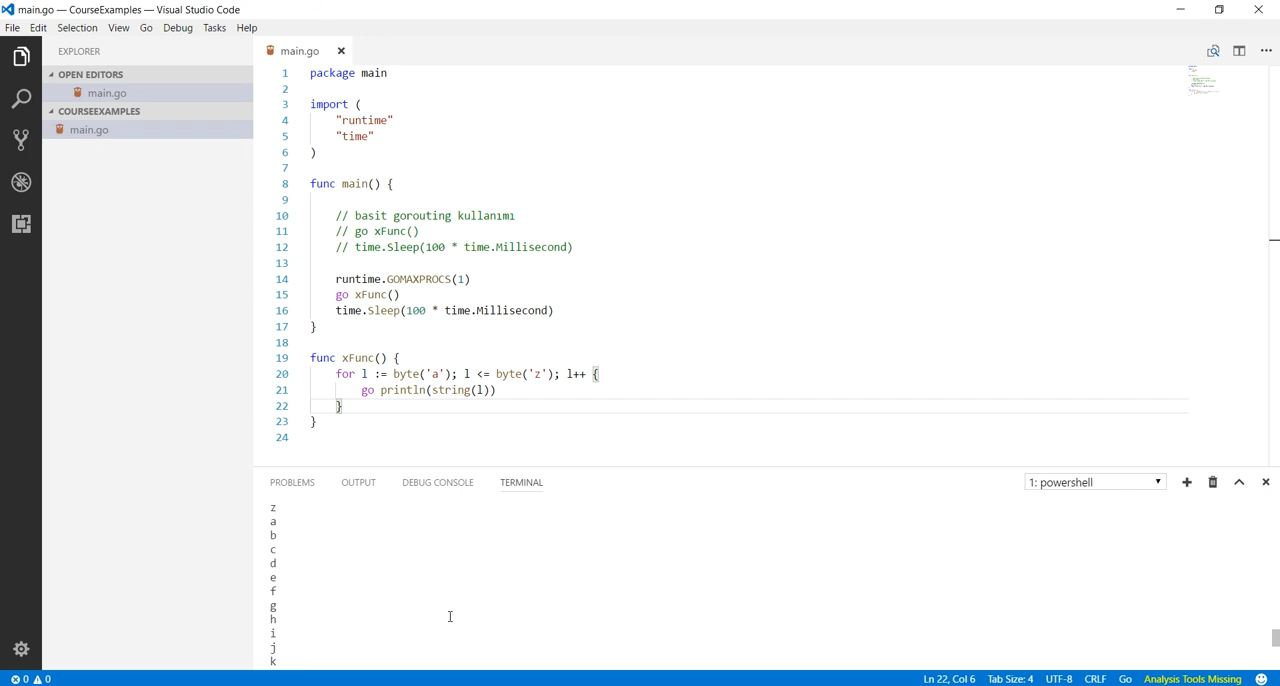 main.go — CourseExamples — Visual Studio Code
File Edit Selection View Go Debug Tasks Help
EXPLORER
OPEN EDITORS
main.go
COURSEEXAMPLES
main.go
main.go
1 package main
2
3 import (
4 "runtime"
5 "time"
6 )
7
8 func main() {
9
10 // basit gorouting kullanımı
11 // go xFunc()
12 // time.Sleep(100 * time.Millisecond)
13
14 runtime.GOMAXPROCS(1)
15 go xFunc()
16 time.Sleep(100 * time.Millisecond)
17 }
18
19 func xFunc() {
20 for l := byte('a'); l <= byte('z'); l++ {
21 go println(string(l))
22 }
23 }
24
PROBLEMS OUTPUT DEBUG CONSOLE TERMINAL 1: powershell
z
a
b
c
d
e
f
g
h
i
j
k
0 0 Ln 22, Col 6 Tab Size: 4 UTF-8 CRLF Go Analysis Tools Missing